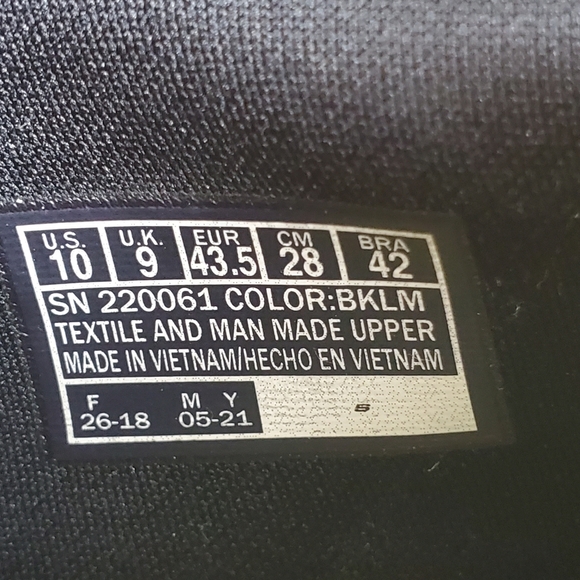 U.S. U.K. EUR CM BRA
10 9 43.5 28 42
SN 220061 COLOR:BKLM
TEXTILE AND MAN MADE UPPER
MADE IN VIETNAM/HECHO EN VIETNAM
F M Y
26-18 05-21
S